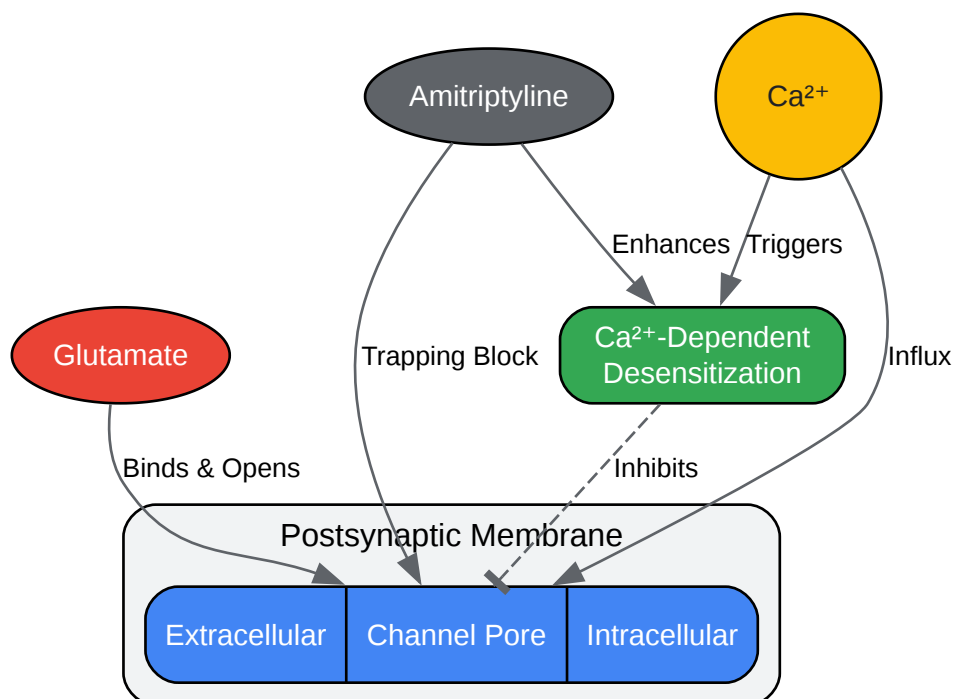 Amitriptyline
Ca²⁺
Enhances
Triggers
Glutamate
Trapping Block
Ca²⁺-Dependent
Desensitization
Influx
Binds & Opens
Inhibits
Postsynaptic Membrane
Extracellular
Channel Pore
Intracellular